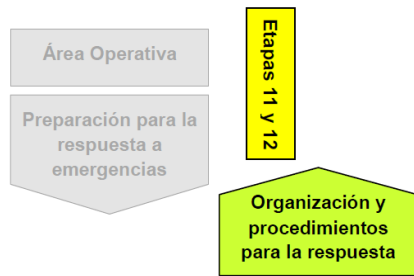 Área Operativa
Preparación para la
respuesta a
emergencias
Etapas 11 y 12
Organización y
procedimientos
para la respuesta